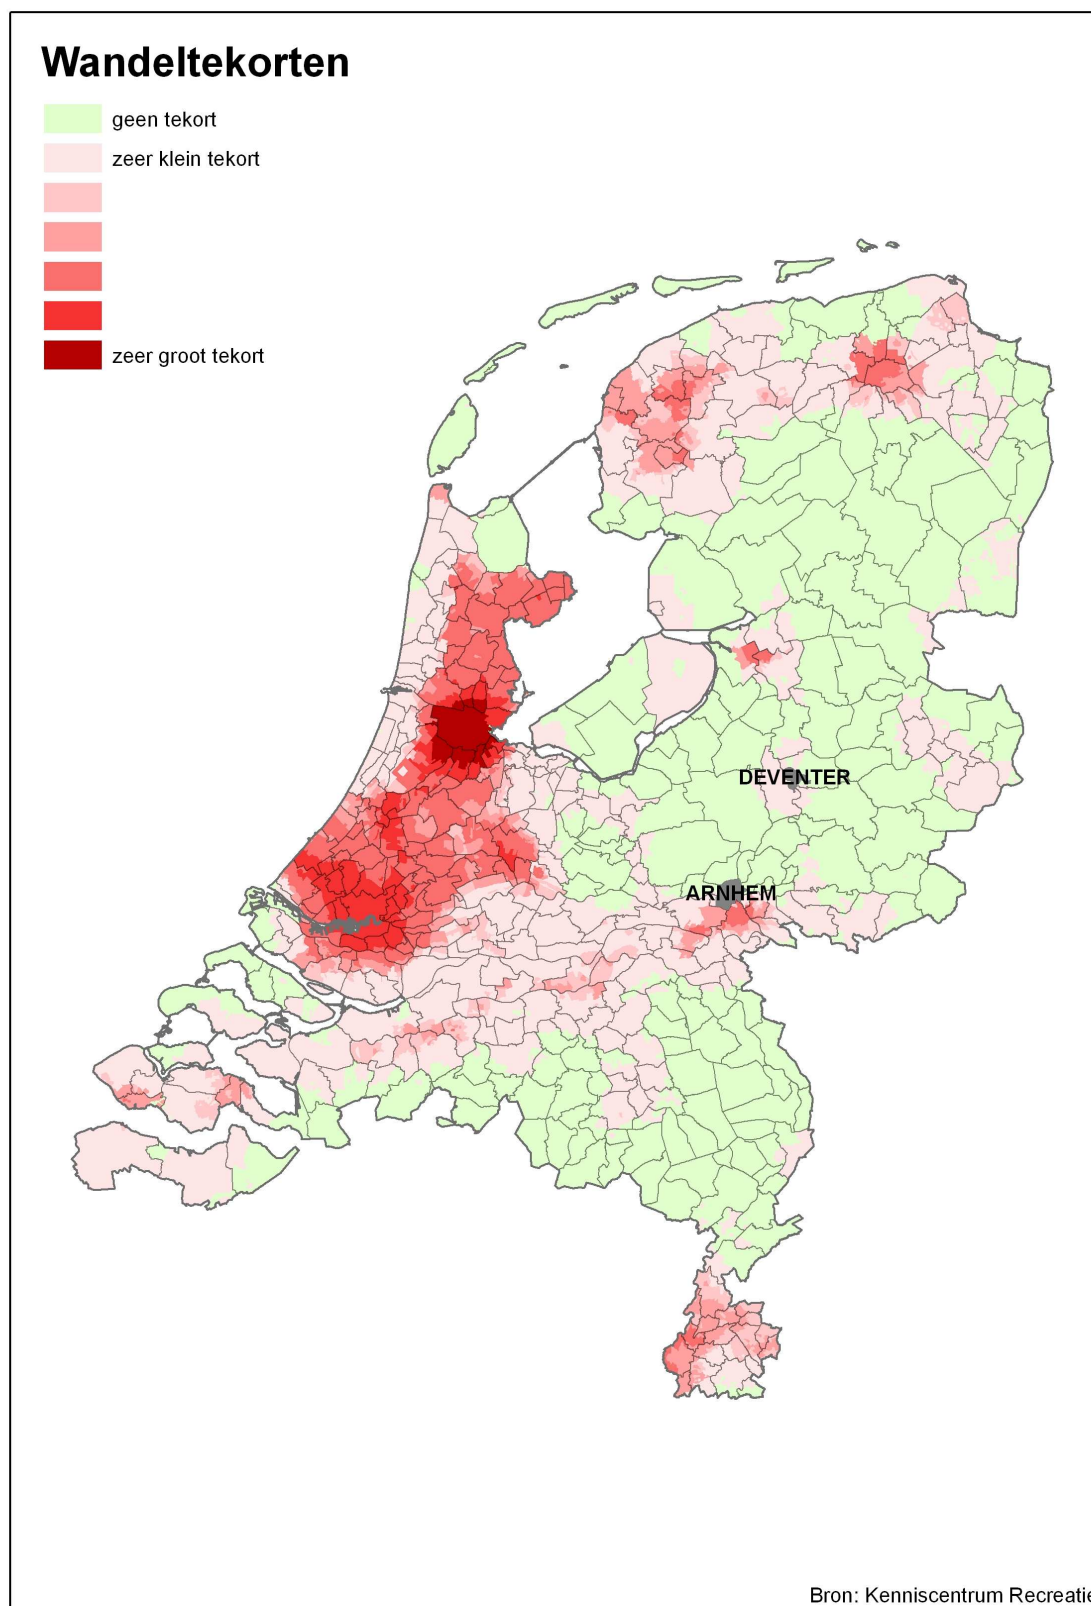 Wandeltekorten
geen tekort
zeer klein tekort
zeer groot tekort
DEVENTER
ARNHEM
Bron: Kenniscentrum Recreatie